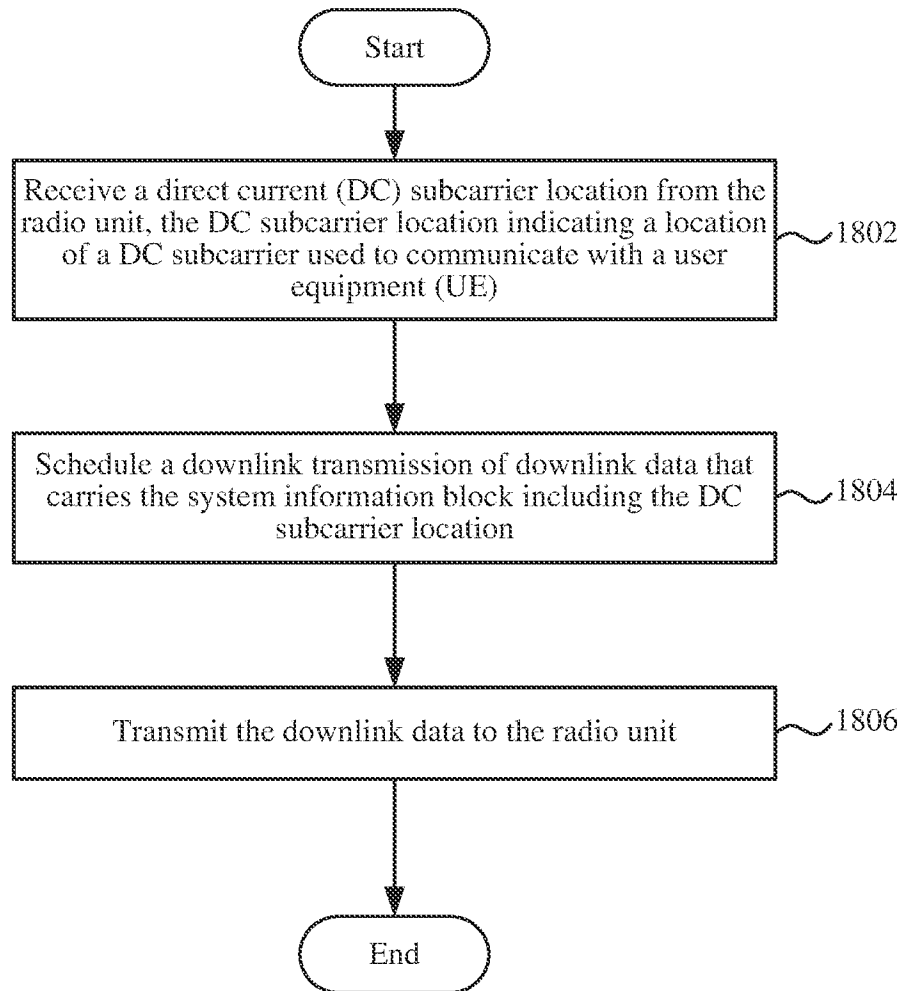 Start
Receive a direct current (DC) subcarrier location from the
radio unit, the DC subcarrier location indicating a location
of a DC subcarrier used to communicate with a user
equipment (UE)
1802
Schedule a downlink transmission of downlink data that
carries the system information block including the DC
subcarrier location
1804
Transmit the downlink data to the radio unit
1806
End